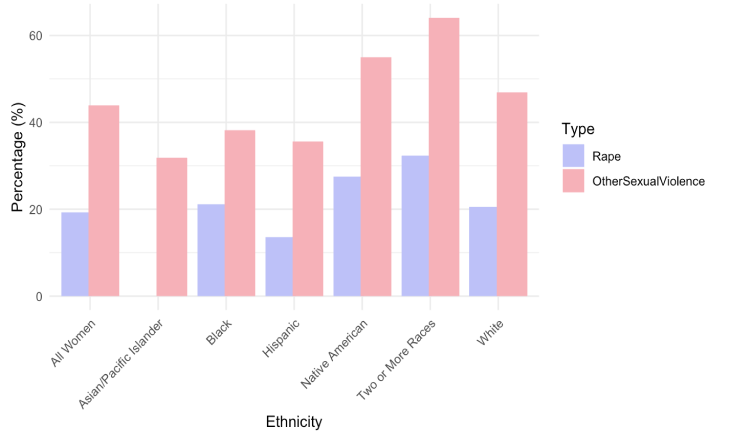 Percentage (%)
60
40
20
0
All Women
Asian/Pacific Islander
Black
Hispanic
Native American
Two or More Races
White
Ethnicity
Type
Rape
OtherSexualViolence